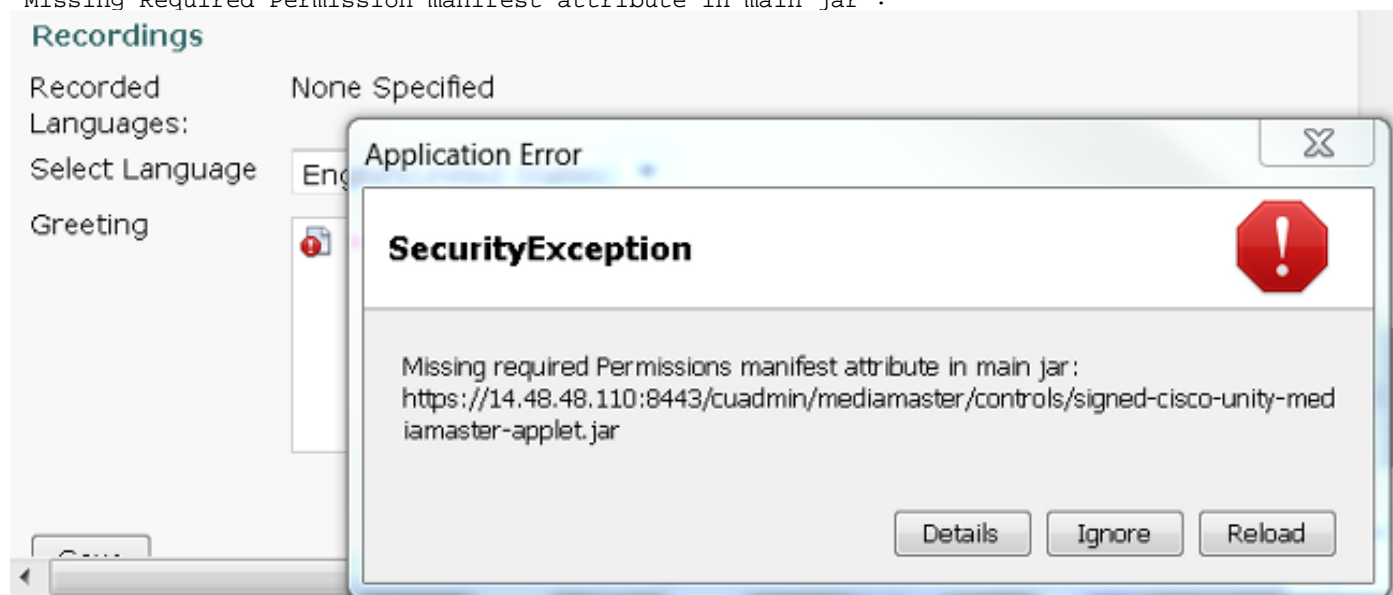 Missing Required Permission manifest attribute in main jar :
Recordings
Recorded Languages:
None Specified
Select Language
Greeting
Application Error
SecurityException
Missing required Permissions manifest attribute in main jar:
https://14.48.48.110:8443/cuadmin/mediamaster/controls/signed-cisco-unity-med
iamaster-applet.jar
Details
Ignore
Reload